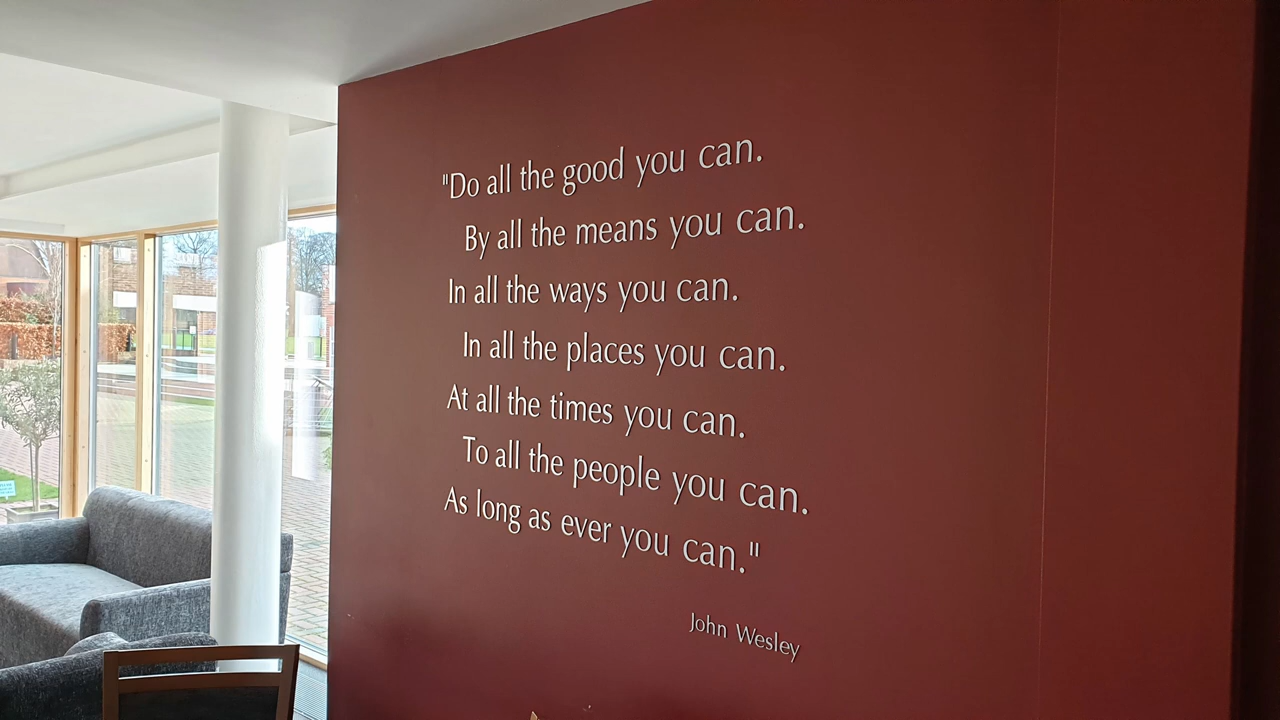 "Do all the good you can.
By all the means you can.
In all the ways you can.
In all the places you can.
At all the times you can.
To all the people you can.
As long as ever you can."
John Wesley